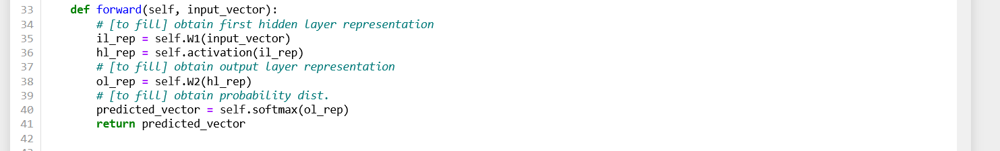 33 def forward(self, input_vector):
34 # [to fill] obtain first hidden layer representation
35 il_rep = self.W1(input_vector)
36 hl_rep = self.activation(il_rep)
37 # [to fill] obtain output layer representation
38 ol_rep = self.W2(hl_rep)
39 # [to fill] obtain probability dist.
40 predicted_vector = self.softmax(ol_rep)
41 return predicted_vector
42